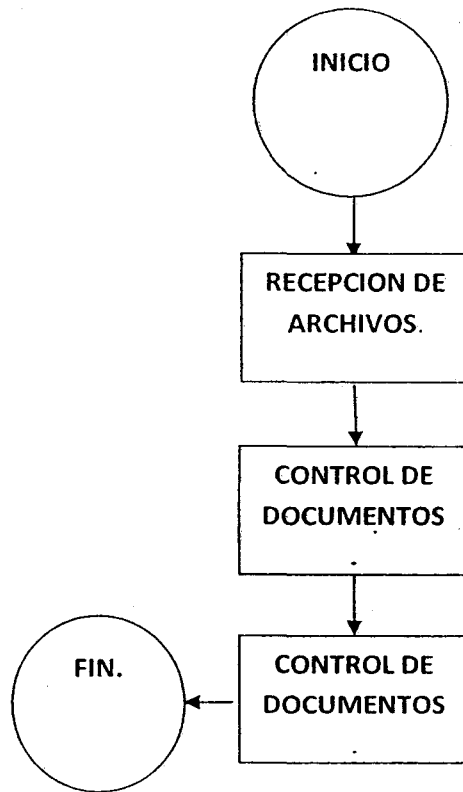 INICIO
RECEPCION DE
ARCHIVOS.
CONTROL DE
DOCUMENTOS
.
CONTROL DE
DOCUMENTOS
.
FIN.